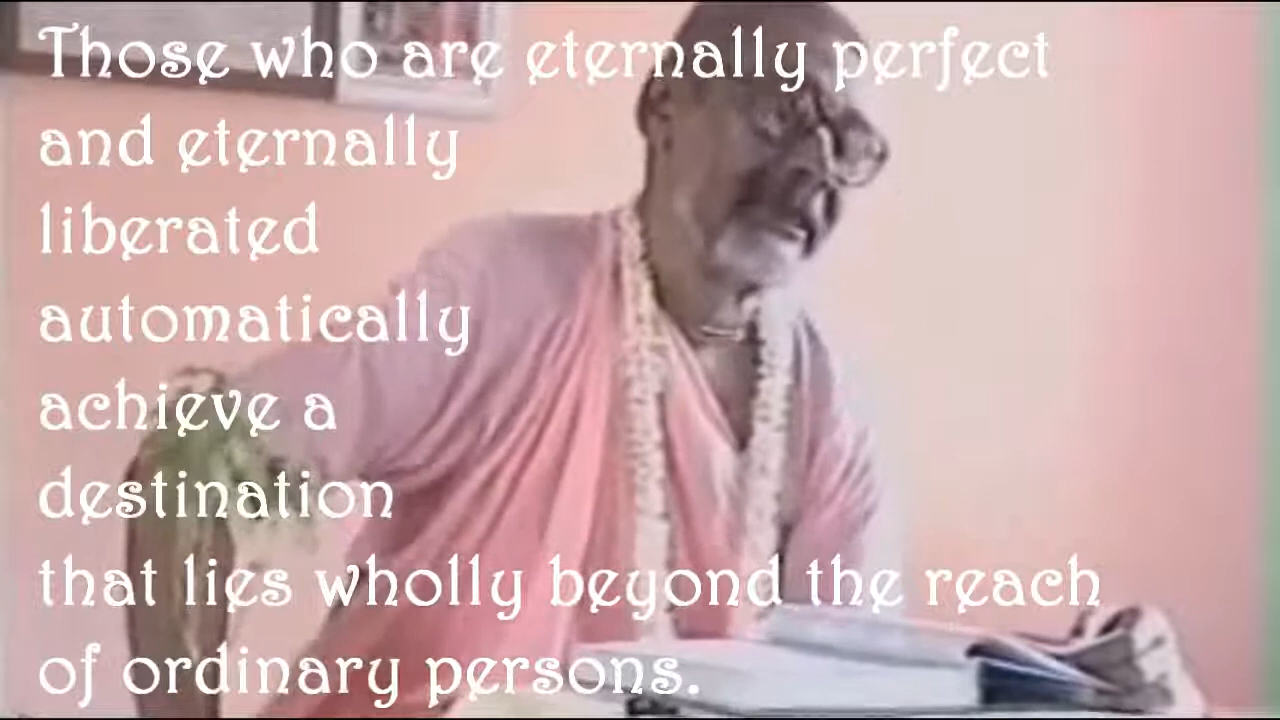 Those who are eternally perfect
and eternally
liberated
automatically
achieve a
destination
that lies wholly beyond the reach
of ordinary persons.